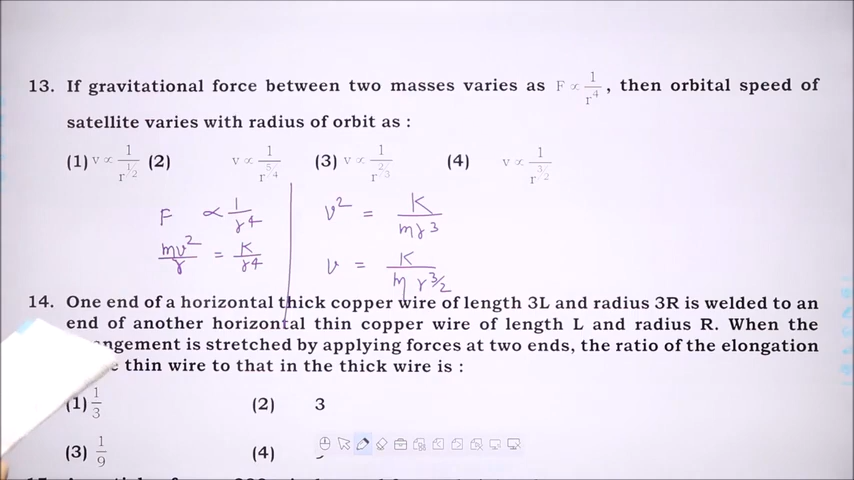 13. If gravitational force between two masses varies as F ∝ 1/r⁴, then orbital speed of
satellite varies with radius of orbit as :
(1) v ∝ 1/r^(1/2) (2) v ∝ 1/r^(5/4) (3) v ∝ 1/r^(2/3) (4) v ∝ 1/r^(3/2)
F ∝ 1/r⁴
mv²/r = K/r⁴
v² = K/mr³
v = K/m r^(3/2)
14. One end of a horizontal thick copper wire of length 3L and radius 3R is welded to an
end of another horizontal thin copper wire of length L and radius R. When the
ngement is stretched by applying forces at two ends, the ratio of the elongation
thin wire to that in the thick wire is :
(1) 1/3 (2) 3
(3) 1/9 (4)